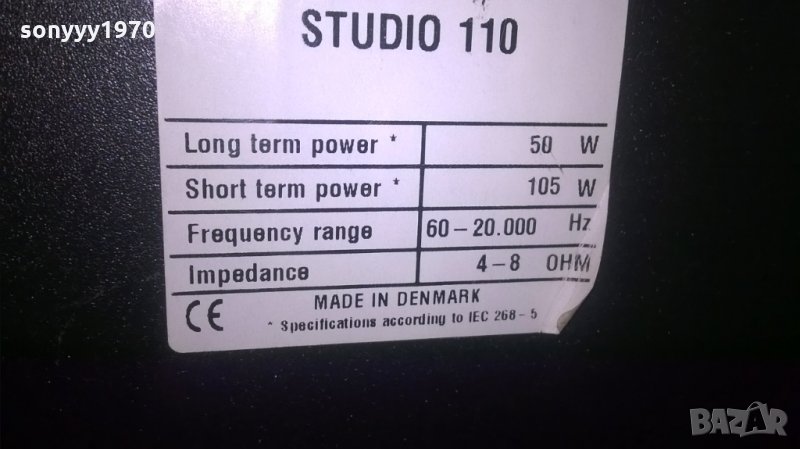 sonyyy1970
STUDIO 110
Long term power * 50 W
Short term power * 105 W
Frequency range 60-20.000 Hz
Impedance 4-8 OHM
MADE IN DENMARK
CE * Specifications according to IEC 268-5
BAZAR